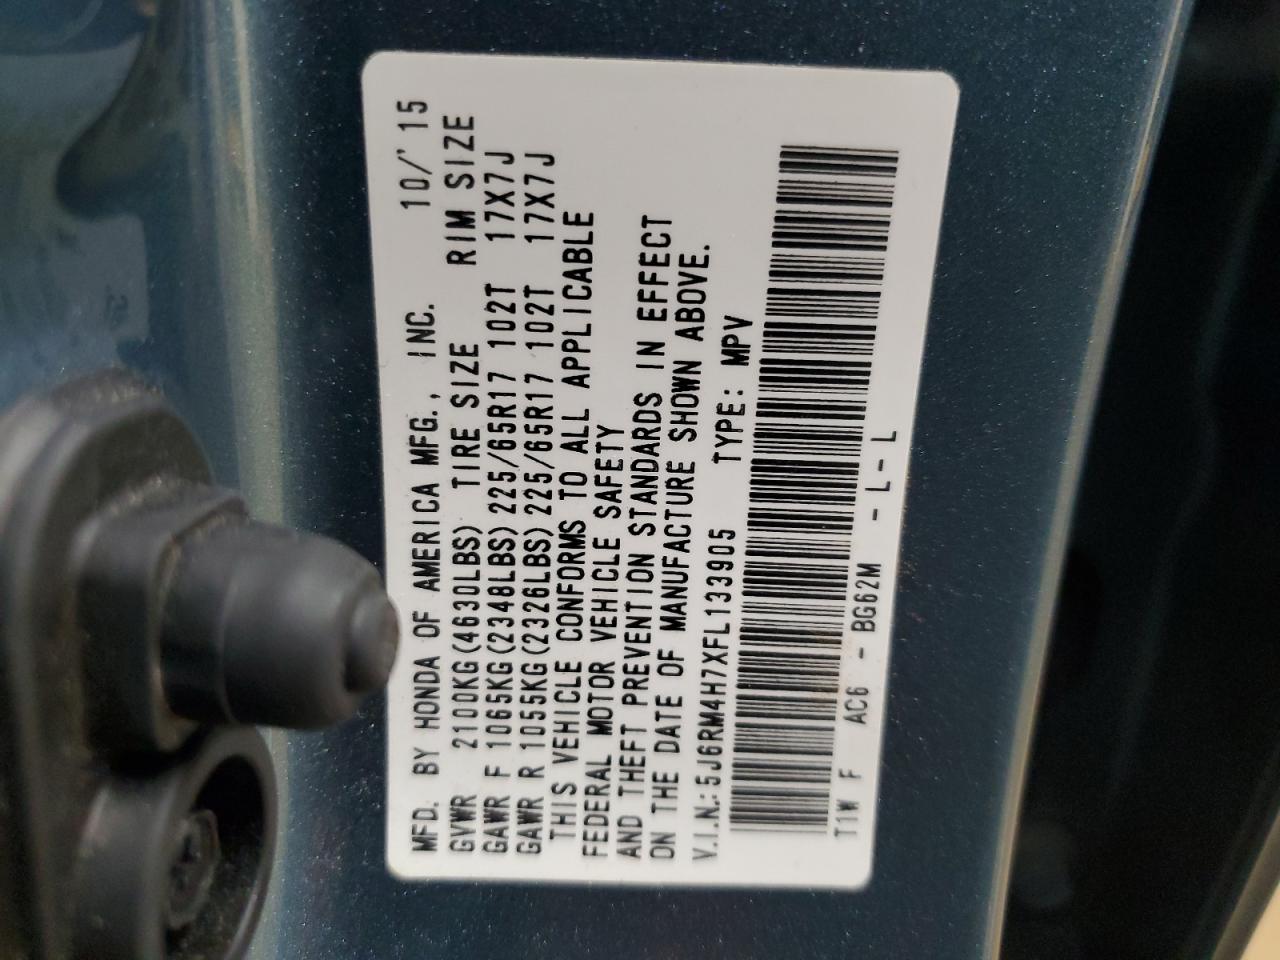 MFD. BY HONDA OF AMERICA MFG., INC. 10/'15
GVWR 2100KG(4630LBS) TIRE SIZE RIM SIZE
GAWR F 1065KG(2348LBS) 225/65R17 102T 17X7J
GAWR R 1055KG(2326LBS) 225/65R17 102T 17X7J
THIS VEHICLE CONFORMS TO ALL APPLICABLE
FEDERAL MOTOR VEHICLE SAFETY
AND THEFT PREVENTION STANDARDS IN EFFECT
ON THE DATE OF MANUFACTURE SHOWN ABOVE.
V.I.N.: 5J6RM4H7XFL133905 TYPE: MPV
T1W F AC6 - BG62M - L - L